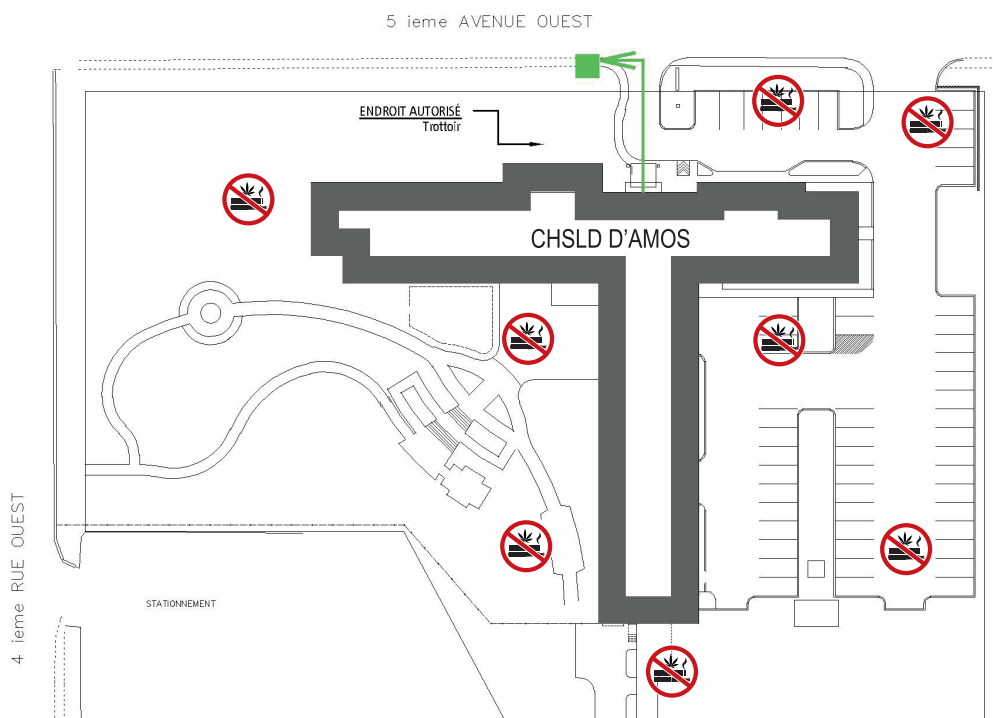 5 ieme AVENUE OUEST
ENDROIT AUTORISÉ
Trottoir
CHSLD D'AMOS
4 ieme RUE OUEST
STATIONNEMENT